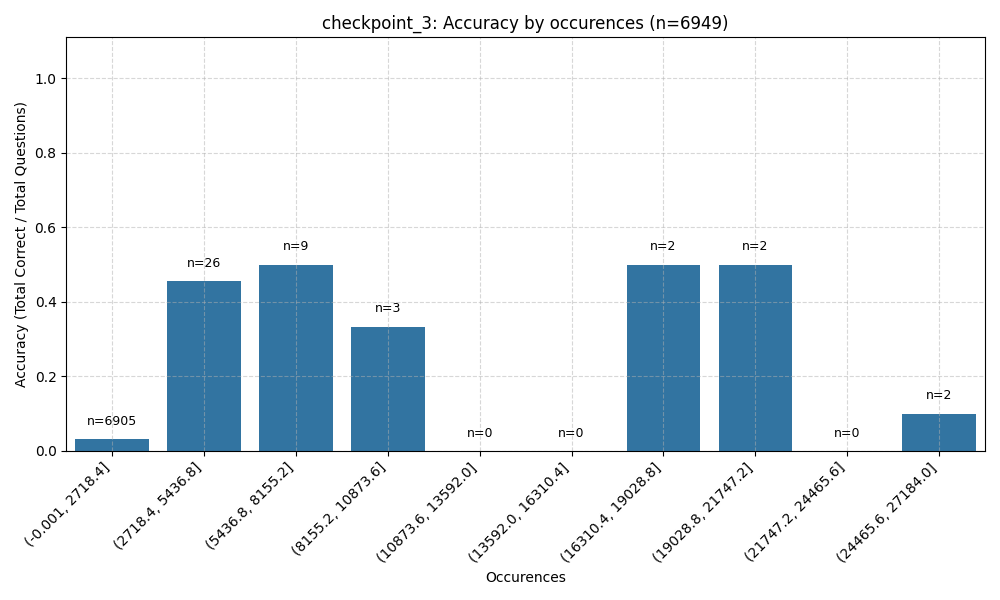 checkpoint_3: Accuracy by occurences (n=6949)
Accuracy (Total Correct / Total Questions)
1.0
0.8
0.6
0.4
0.2
0.0
n=6905
n=26
n=9
n=3
n=0
n=0
n=2
n=2
n=0
n=2
(-0.001, 2718.4]
(2718.4, 5436.8]
(5436.8, 8155.2]
(8155.2, 10873.6]
(10873.6, 13592.0]
(13592.0, 16310.4]
(16310.4, 19028.8]
(19028.8, 21747.2]
(21747.2, 24465.6]
(24465.6, 27184.0]
Occurences